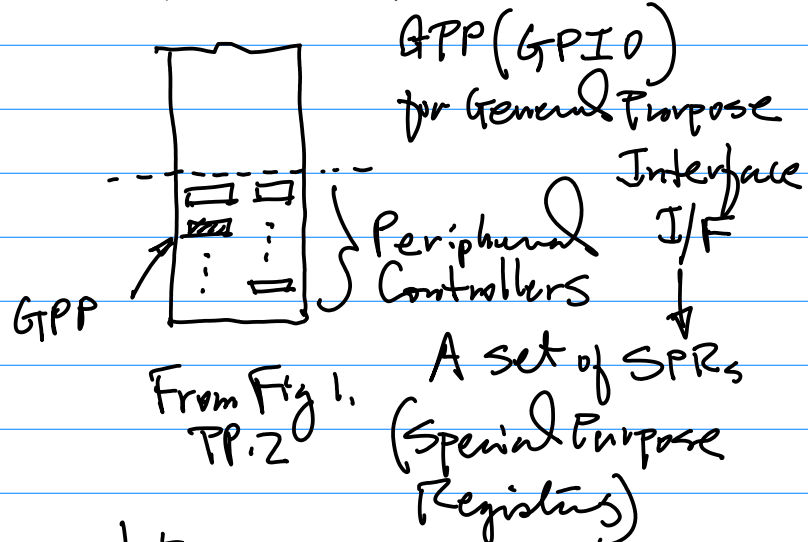 GPP(GPIO)
for General Purpose
Interface
I/F
Peripheral
Controllers
GPP
A set of SPRs
From Fig 1.
PP.2
(Special Purpose
Registers)